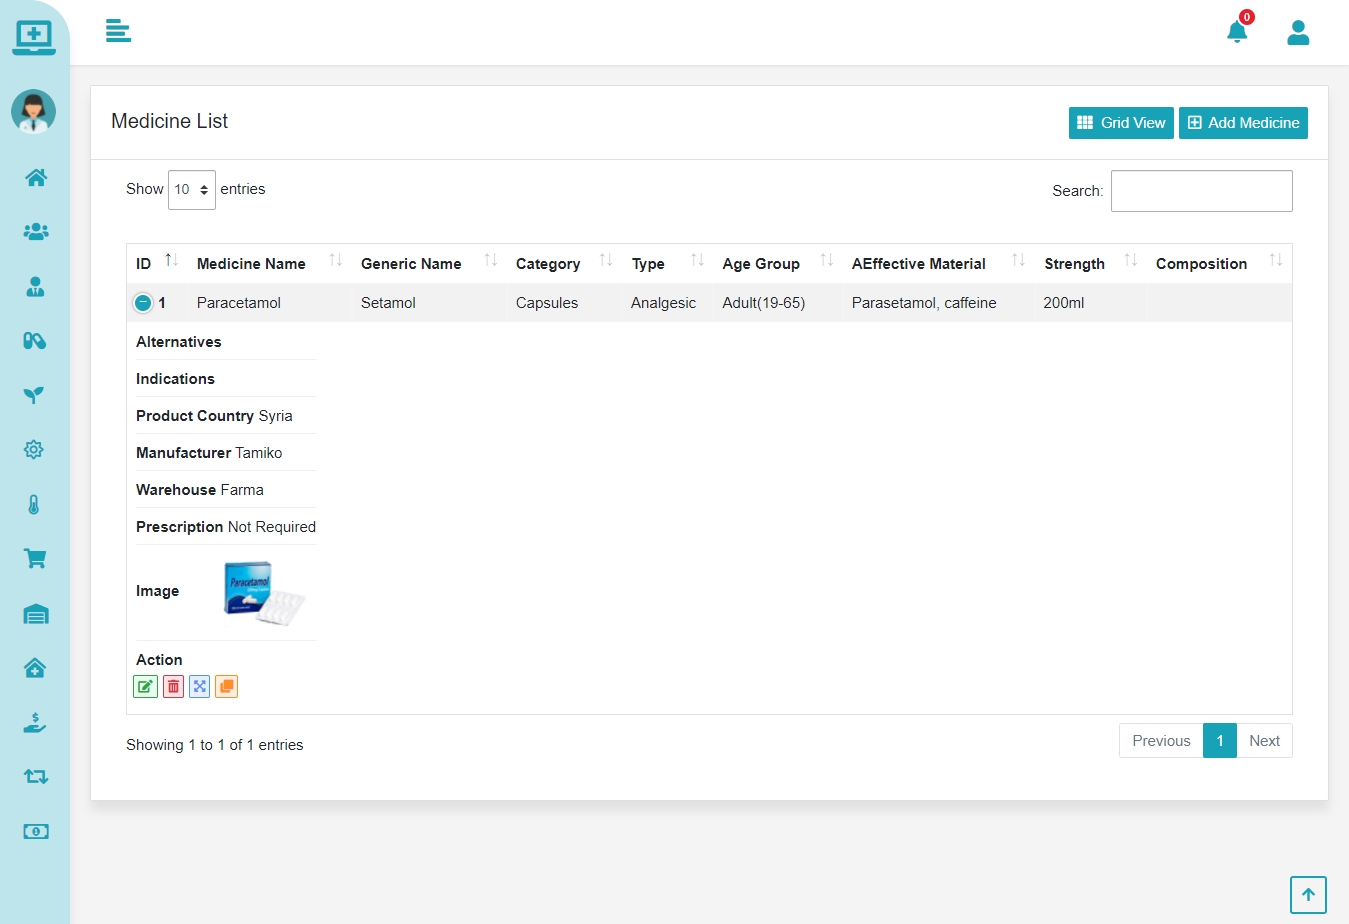 0
Medicine List
Grid View
Add Medicine
Show 10 entries
Search:
ID Medicine Name Generic Name Category Type Age Group AEffective Material Strength Composition
1 Paracetamol Setamol Capsules Analgesic Adult(19-65) Parasetamol, caffeine 200ml
Alternatives
Indications
Product Country Syria
Manufacturer Tamiko
Warehouse Farma
Prescription Not Required
Image
Paracetamol
Action
Showing 1 to 1 of 1 entries
Previous 1 Next